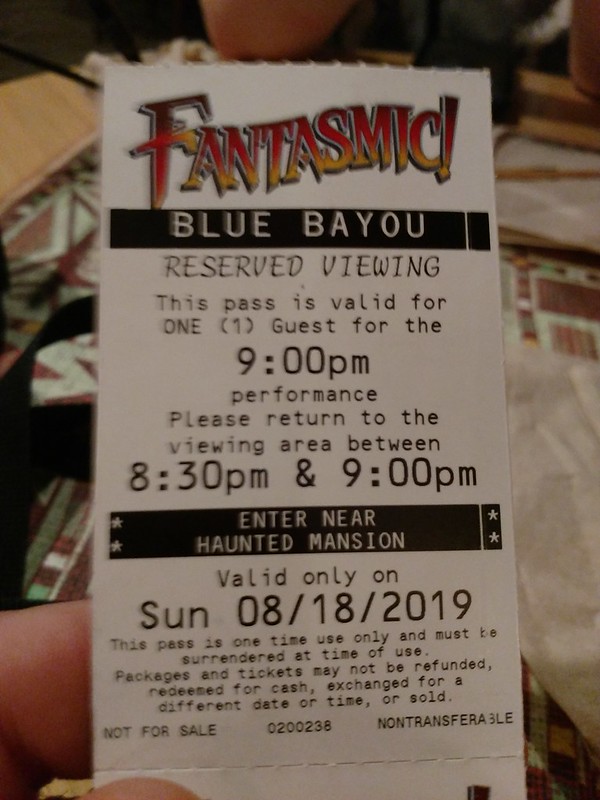 FANTASMIC!
BLUE BAYOU
RESERVED VIEWING
This pass is valid for
ONE (1) Guest for the
9:00pm
performance
Please return to the
viewing area between
8:30pm & 9:00pm
* ENTER NEAR *
* HAUNTED MANSION *
Valid only on
Sun 08/18/2019
This pass is one time use only and must be
surrendered at time of use.
Packages and tickets may not be refunded,
redeemed for cash, exchanged for a
different date or time, or sold.
NOT FOR SALE 0200238 NONTRANSFERABLE